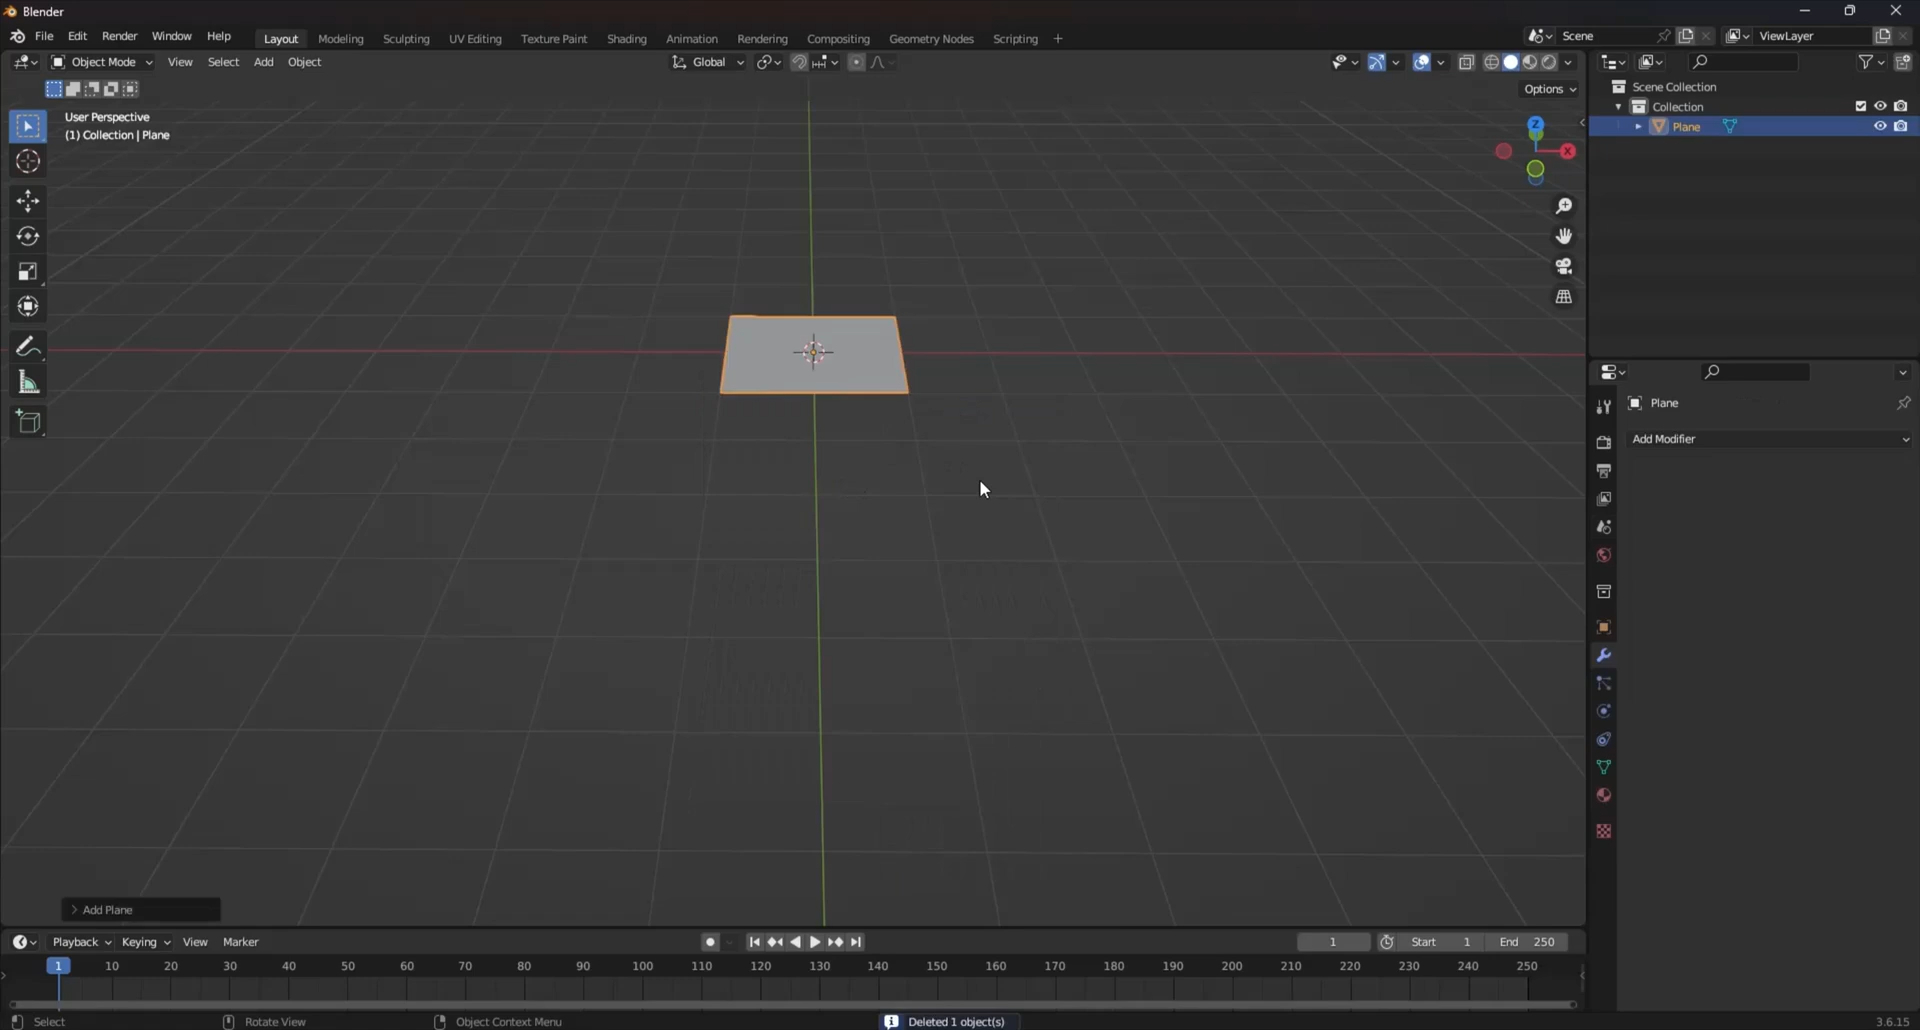 Blender
File Edit Render Window Help Layout Modeling Sculpting UV Editing Texture Paint Shading Animation Rendering Compositing Geometry Nodes Scripting + Scene ViewLayer
Object Mode View Select Add Object Global
Options
User Perspective
(1) Collection | Plane
Z
X
Scene Collection
Collection
Plane
Plane
Add Modifier
> Add Plane
Playback Keying View Marker 1 Start 1 End 250
1 10 20 30 40 50 60 70 80 90 100 110 120 130 140 150 160 170 180 190 200 210 220 230 240 250
Select Rotate View Object Context Menu Deleted 1 object(s) 3.6.15